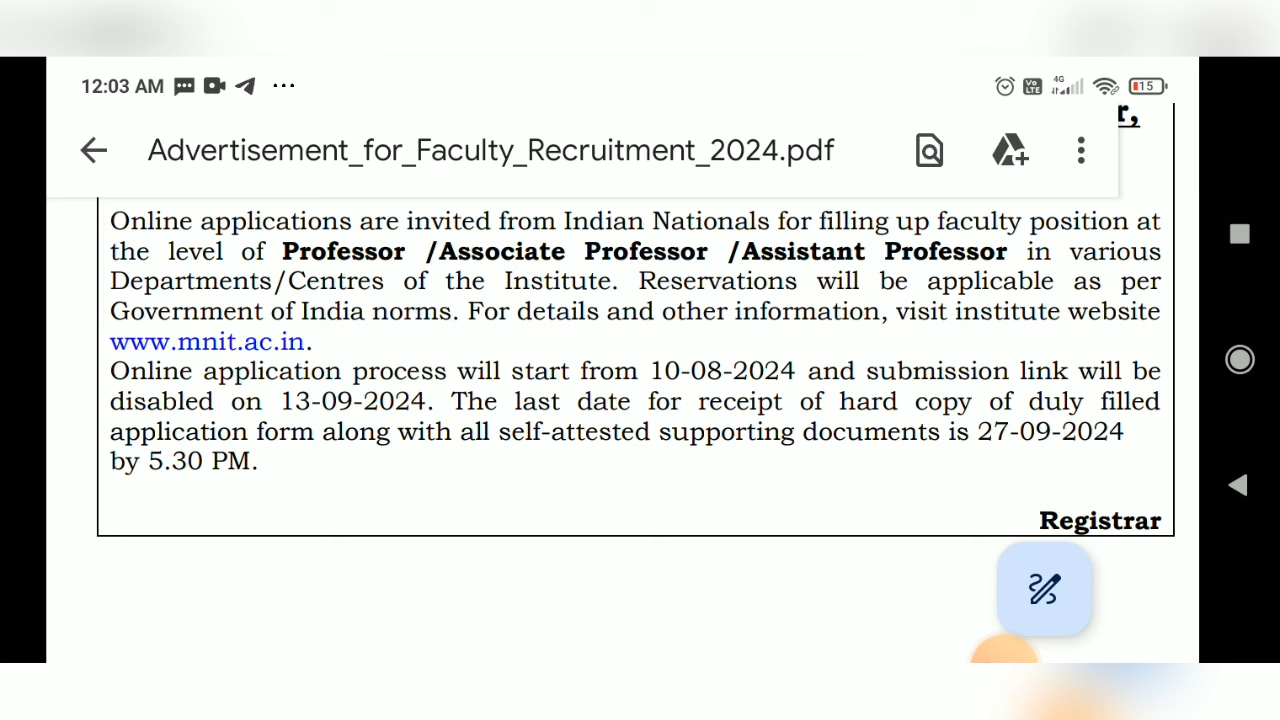 12:03 AM
Vo LTE 4G 15
r,
Advertisement_for_Faculty_Recruitment_2024.pdf
Online applications are invited from Indian Nationals for filling up faculty position at
the level of Professor /Associate Professor /Assistant Professor in various
Departments/Centres of the Institute. Reservations will be applicable as per
Government of India norms. For details and other information, visit institute website
www.mnit.ac.in.
Online application process will start from 10-08-2024 and submission link will be
disabled on 13-09-2024. The last date for receipt of hard copy of duly filled
application form along with all self-attested supporting documents is 27-09-2024
by 5.30 PM.
Registrar